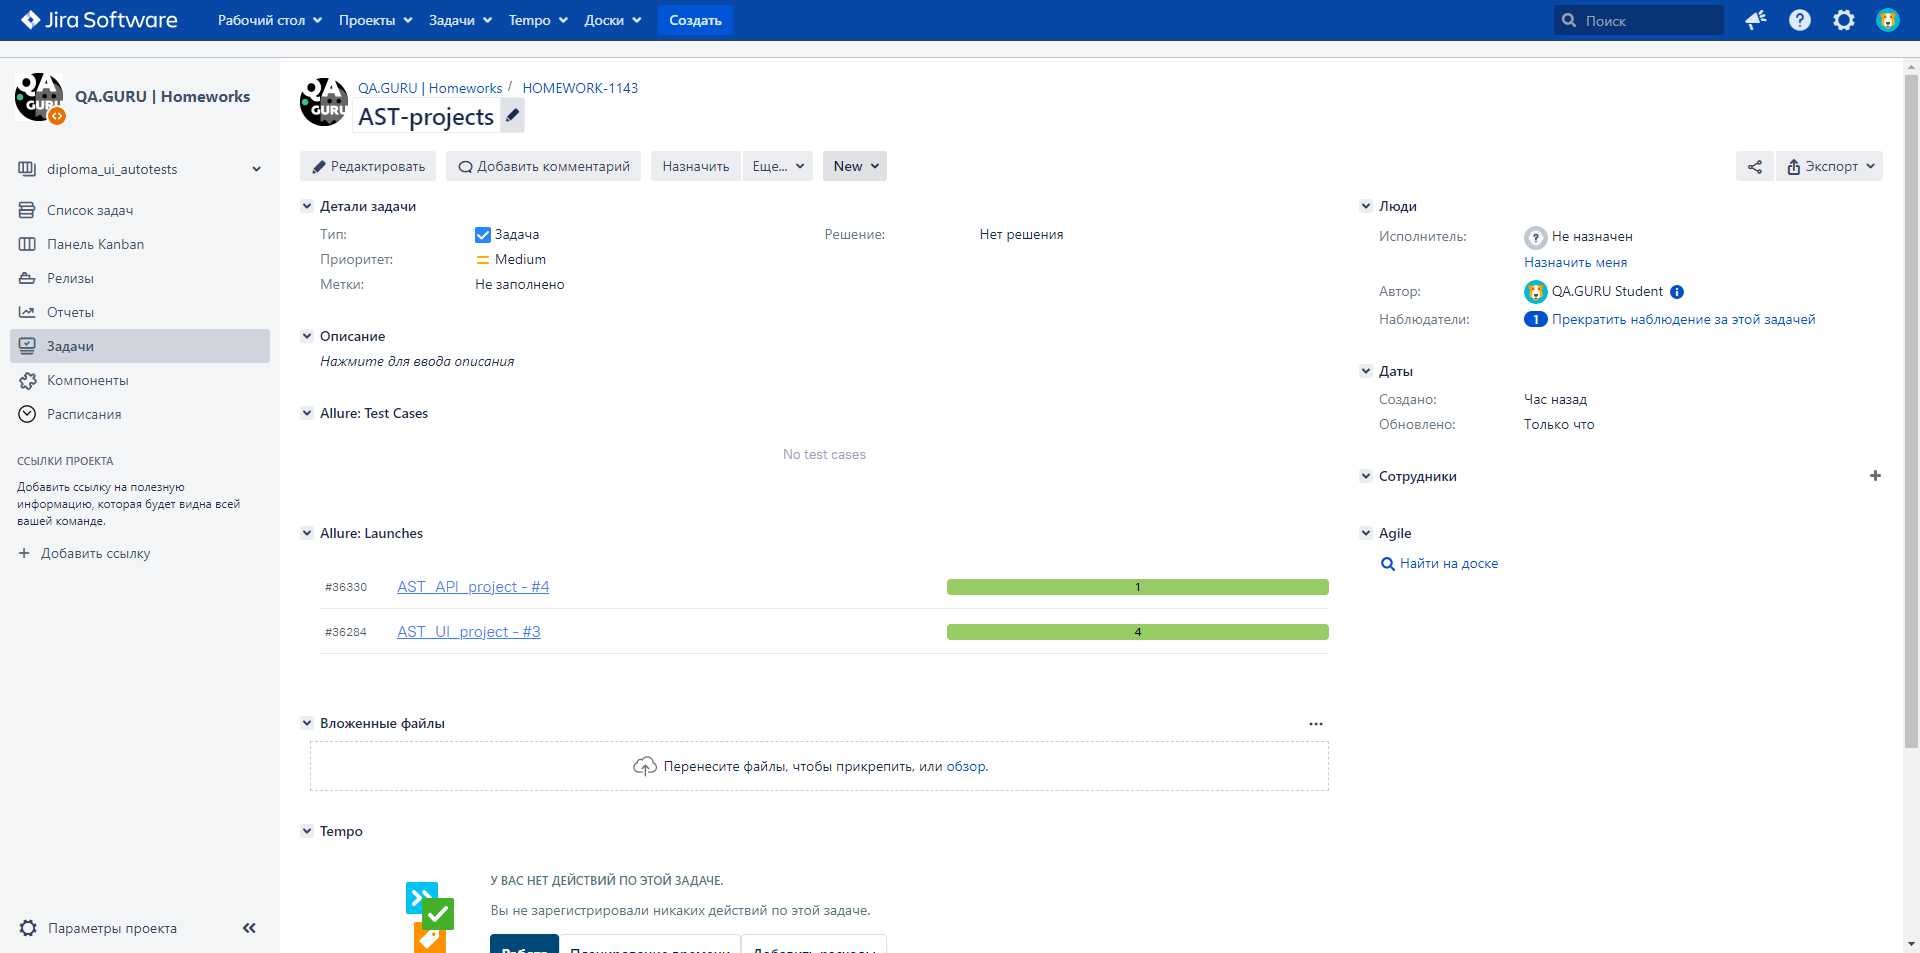 Jira Software
Рабочий стол
Проекты
Задачи
Tempo
Доски
Создать
Поиск
QA.GURU | Homeworks
diploma_ui_autotests
Список задач
Панель Kanban
Релизы
Отчеты
Задачи
Компоненты
Расписания
ССЫЛКИ ПРОЕКТА
Добавить ссылку на полезную
информацию, которая будет видна всей
вашей команде.
+ Добавить ссылку
Параметры проекта
QA.GURU | Homeworks / HOMEWORK-1143
AST-projects
Редактировать
Добавить комментарий
Назначить
Еще...
New
Экспорт
Детали задачи
Тип: Задача
Решение: Нет решения
Приоритет: Medium
Метки: Не заполнено
Описание
Нажмите для ввода описания
Allure: Test Cases
No test cases
Allure: Launches
#36330 AST_API_project - #4 1
#36284 AST_UI_project - #3 4
Вложенные файлы
Перенесите файлы, чтобы прикрепить, или обзор.
Tempo
У ВАС НЕТ ДЕЙСТВИЙ ПО ЭТОЙ ЗАДАЧЕ.
Вы не зарегистрировали никаких действий по этой задаче.
Люди
Исполнитель: Не назначен
Назначить меня
Автор: QA.GURU Student
Наблюдатели: 1 Прекратить наблюдение за этой задачей
Даты
Создано: Час назад
Обновлено: Только что
Сотрудники
Agile
Найти на доске